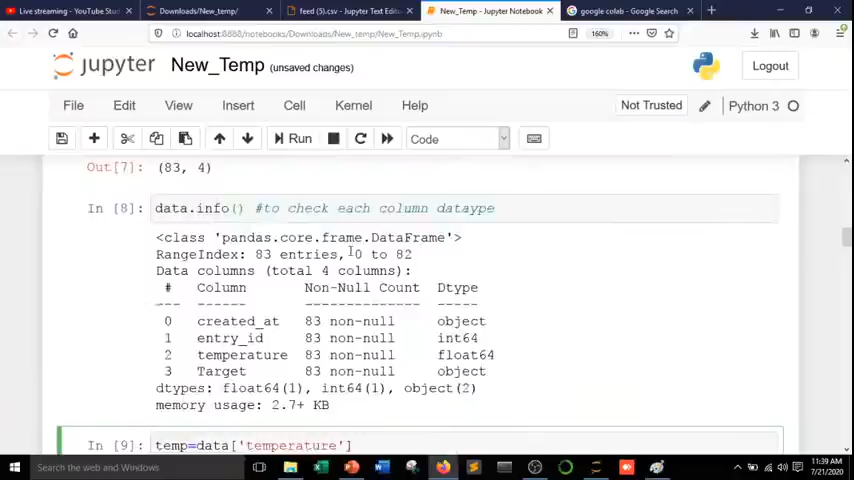 Live streaming - YouTube Stud
Downloads/New_temp/
feed (5).csv - Jupyter Text Edito
New_Temp - Jupyter Notebook
google colab - Google Search
localhost:8888/notebooks/Downloads/New_temp/New_Temp.ipynb
160%
jupyter New_Temp (unsaved changes)
Logout
File Edit View Insert Cell Kernel Help
Not Trusted
Python 3
Run
Code
Out[7]: (83, 4)
In [8]: data.info() #to check each column dataype
<class 'pandas.core.frame.DataFrame'>
RangeIndex: 83 entries, 0 to 82
Data columns (total 4 columns):
# Column Non-Null Count Dtype
--- ------ -------------- -----
0 created_at 83 non-null object
1 entry_id 83 non-null int64
2 temperature 83 non-null float64
3 Target 83 non-null object
dtypes: float64(1), int64(1), object(2)
memory usage: 2.7+ KB
In [9]: temp=data['temperature']
Search the web and Windows
11:39 AM
7/21/2020